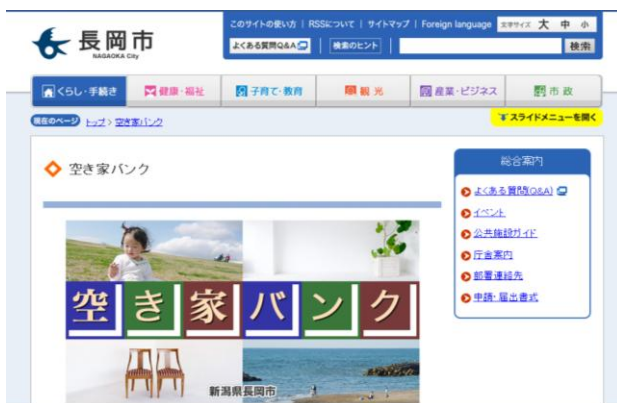 このサイトの使い方 | RSSについて | サイトマップ | Foreign language 文字サイズ 大 中 小
長岡市
NAGAOKA City
よくある質問Q&A 検索のヒント 検索
くらし・手続き 健康・福祉 子育て・教育 観光 産業・ビジネス 市政
現在のページ トップ > 空き家バンク
スライドメニューを開く
空き家バンク
空き家バンク
新潟県長岡市
総合案内
よくある質問(Q&A)
イベント
公共施設ガイド
庁舎案内
部署連絡先
申請・届出書式